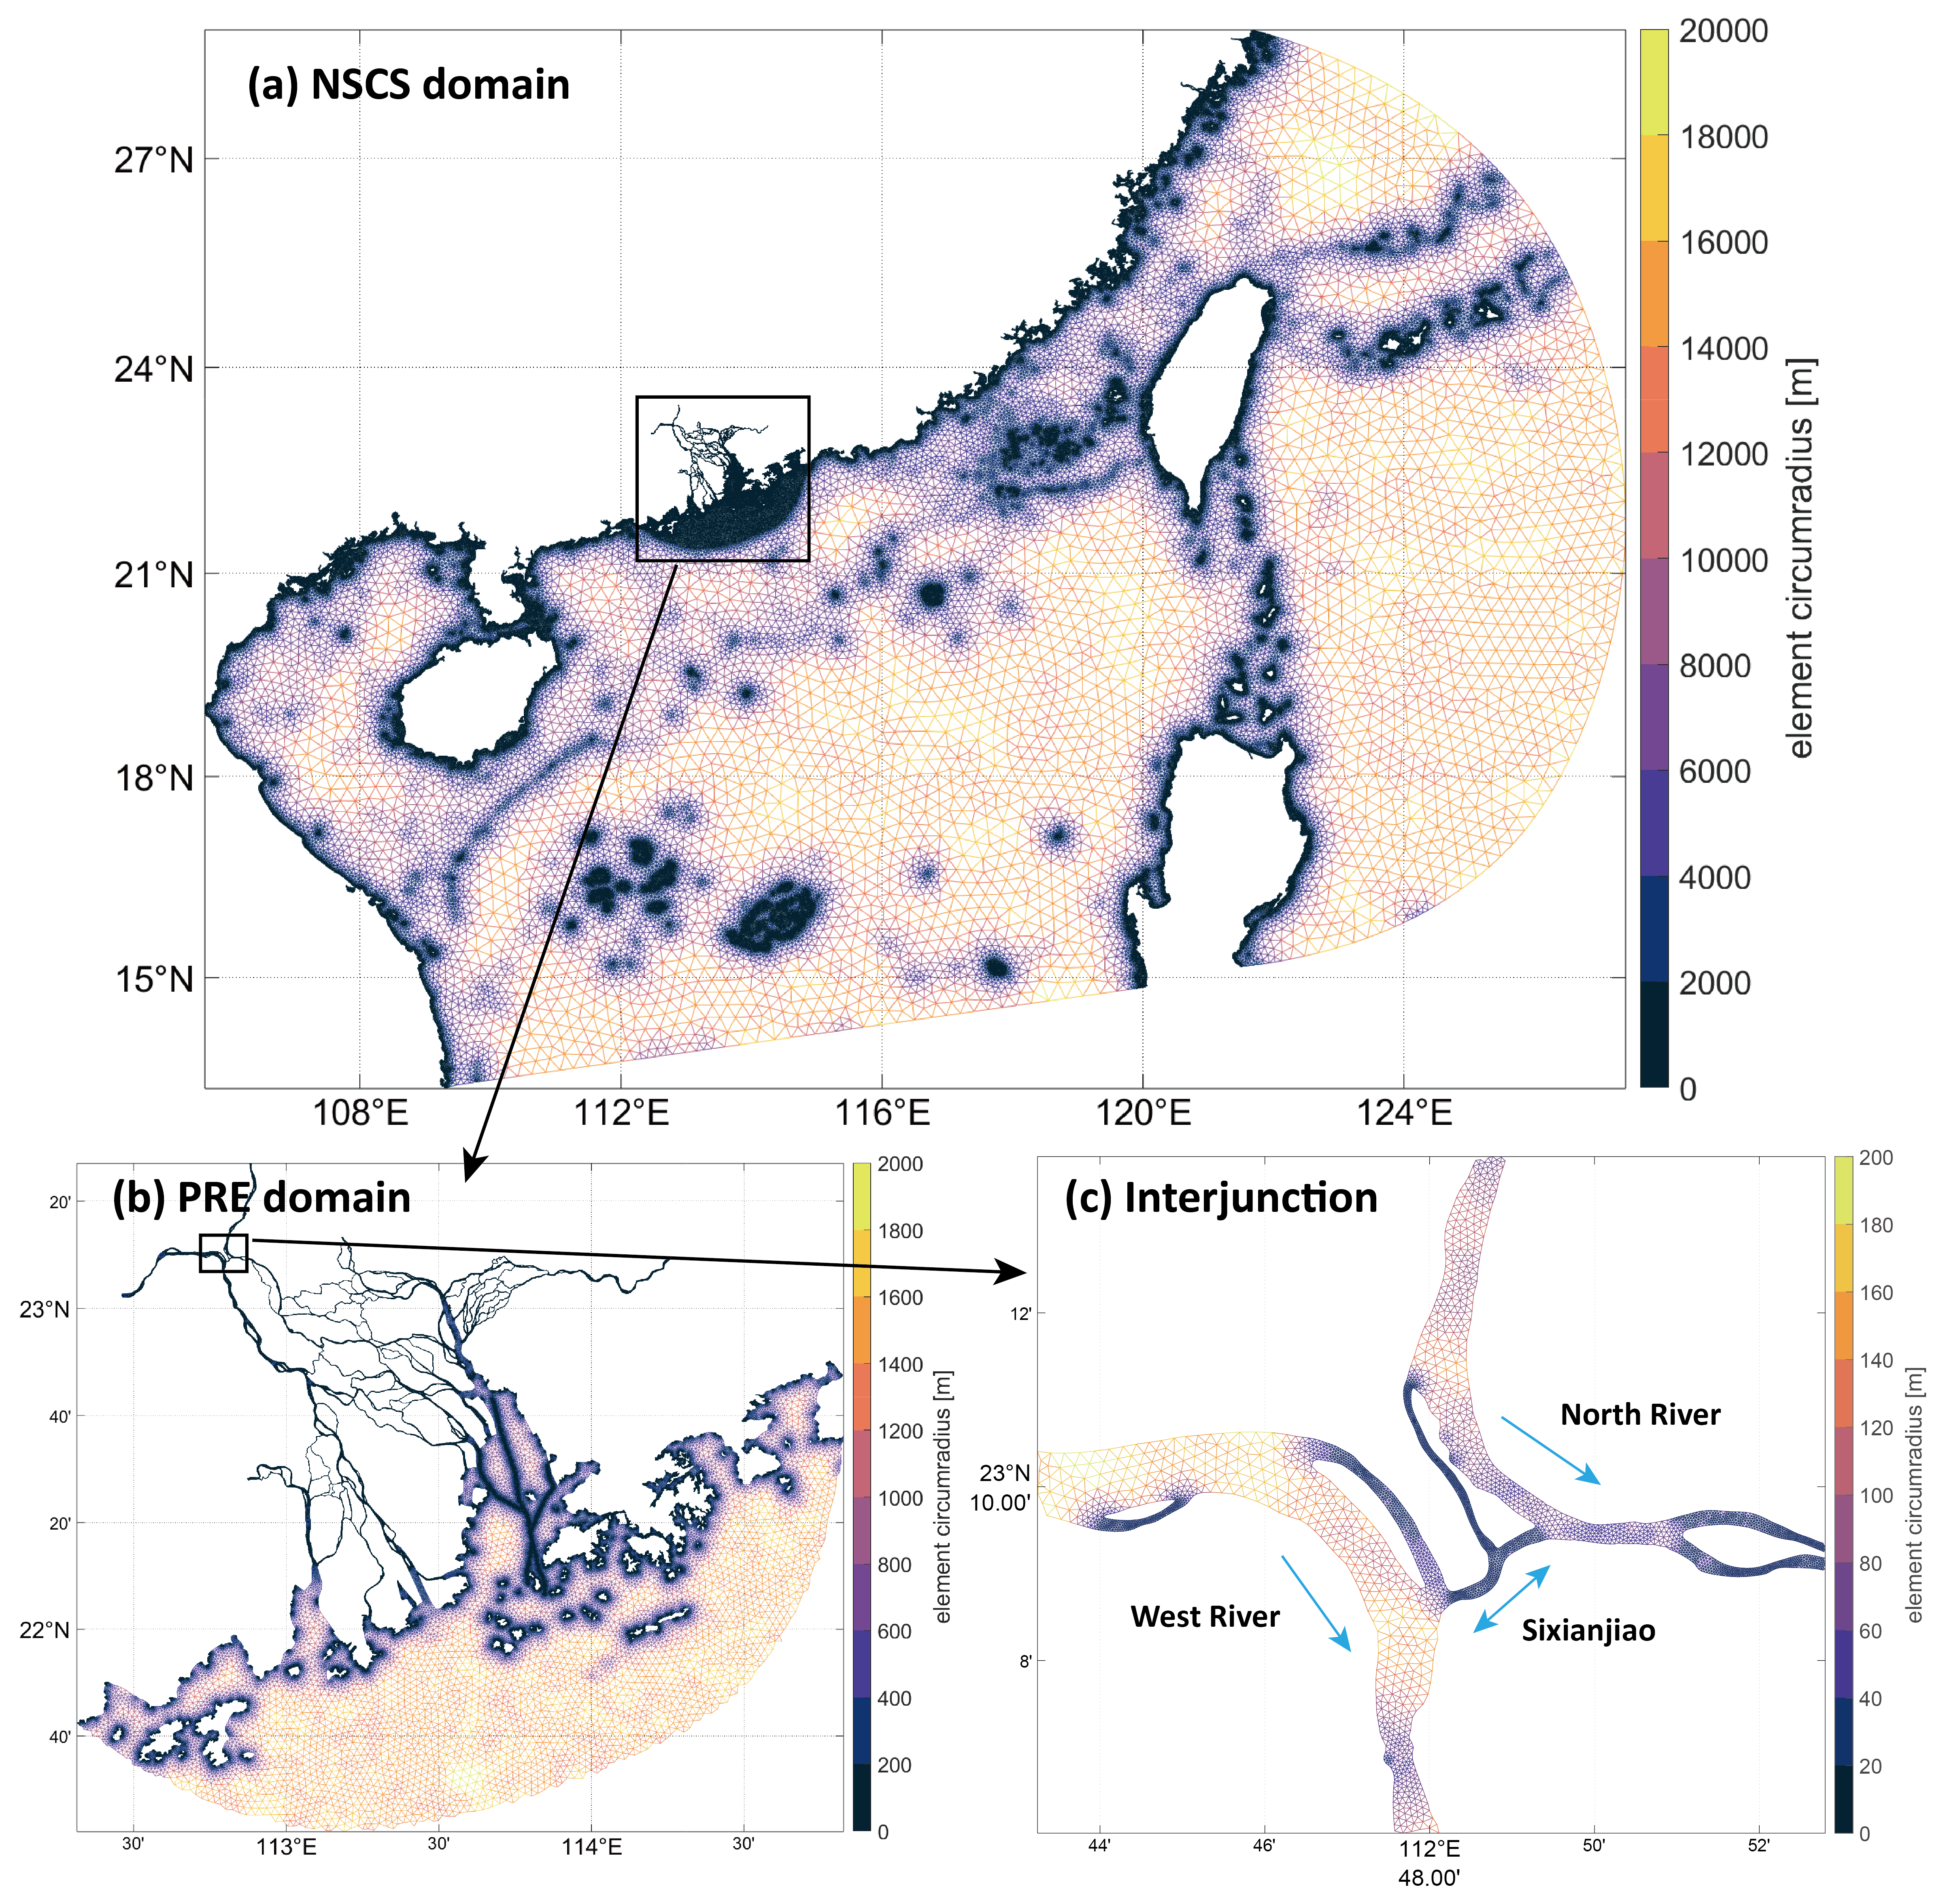 (a) NSCS domain
27°N
24°N
21°N
18°N
15°N
108°E
112°E
116°E
120°E
124°E
20000
18000
16000
14000
12000
10000
8000
6000
4000
2000
0
element circumradius [m]
(b) PRE domain
20'
23°N
40'
20'
22°N
40'
30'
113°E
30'
114°E
30'
2000
1800
1600
1400
1200
1000
800
600
400
200
0
element circumradius [m]
(c) Interjunction
12'
23°N
10.00'
8'
44'
46'
112°E
48.00'
50'
52'
North River
West River
Sixianjiao
200
180
160
140
120
100
80
60
40
20
0
element circumradius [m]